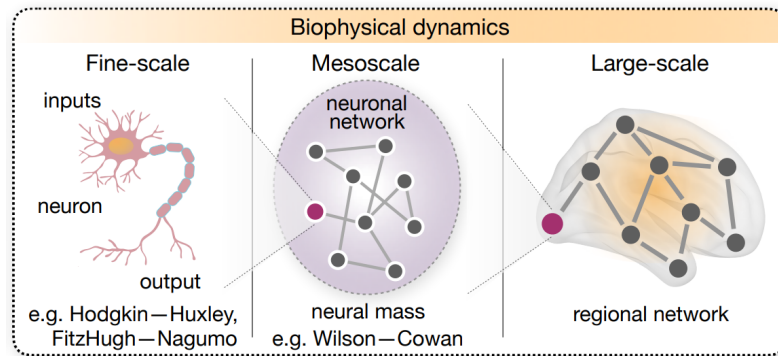 Biophysical dynamics
Fine-scale
inputs
neuron
output
e.g. Hodgkin—Huxley,
FitzHugh—Nagumo
Mesoscale
neuronal
network
neural mass
e.g. Wilson—Cowan
Large-scale
regional network